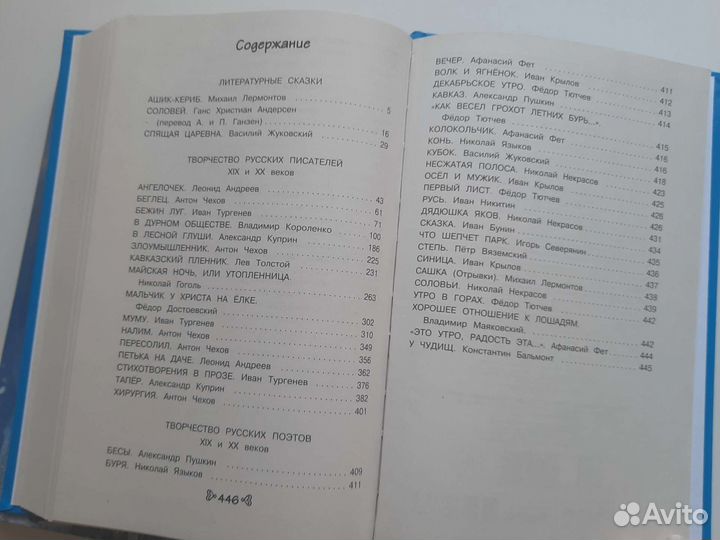 Содержание
ЛИТЕРАТУРНЫЕ СКАЗКИ
АШИК-КЕРИБ. Михаил Лермонтов 5
СОЛОВЕЙ. Ганс Христиан Андерсен
(перевод А. и П. Ганзен) 16
СПЯЩАЯ ЦАРЕВНА. Василий Жуковский 29
ТВОРЧЕСТВО РУССКИХ ПИСАТЕЛЕЙ
XIX и XX веков
АНГЕЛОЧЕК. Леонид Андреев 43
БЕГЛЕЦ. Антон Чехов 61
БЕЖИН ЛУГ. Иван Тургенев 71
В ДУРНОМ ОБЩЕСТВЕ. Владимир Короленко 100
В ЛЕСНОЙ ГЛУШИ. Александр Куприн 186
ЗЛОУМЫШЛЕННИК. Антон Чехов 225
КАВКАЗСКИЙ ПЛЕННИК. Лев Толстой 231
МАЙСКАЯ НОЧЬ, ИЛИ УТОПЛЕННИЦА.
Николай Гоголь 263
МАЛЬЧИК У ХРИСТА НА ЁЛКЕ.
Фёдор Достоевский 302
МУМУ. Иван Тургенев 310
НАЛИМ. Антон Чехов 349
ПЕРЕСОЛИЛ. Антон Чехов 356
ПЕТЬКА НА ДАЧЕ. Леонид Андреев 362
СТИХОТВОРЕНИЯ В ПРОЗЕ. Иван Тургенев 376
ТАПЁР. Александр Куприн 382
ХИРУРГИЯ. Антон Чехов 401
ТВОРЧЕСТВО РУССКИХ ПОЭТОВ
XIX и XX веков
БЕСЫ. Александр Пушкин 409
БУРЯ. Николай Языков 411
446
ВЕЧЕР. Афанасий Фет 411
ВОЛК И ЯГНЁНОК. Иван Крылов 412
ДЕКАБРЬСКОЕ УТРО. Фёдор Тютчев 413
КАВКАЗ. Александр Пушкин 414
«КАК ВЕСЕЛ ГРОХОТ ЛЕТНИХ БУРЬ...».
Фёдор Тютчев 415
КОЛОКОЛЬЧИК. Афанасий Фет 416
КОНЬ. Николай Языков 416
КУБОК. Василий Жуковский 418
НЕСЖАТАЯ ПОЛОСА. Николай Некрасов 423
ОСЁЛ И МУЖИК. Иван Крылов 425
ПЕРВЫЙ ЛИСТ. Фёдор Тютчев 426
РУСЬ. Иван Никитин 426
ДЯДЮШКА ЯКОВ. Николай Некрасов 431
СКАЗКА. Иван Бунин 434
ЧТО ШЕПЧЕТ ПАРК. Игорь Северянин 436
СТЕПЬ. Пётр Вяземский 437
СИНИЦА. Иван Крылов 438
САШКА (Отрывки). Михаил Лермонтов 439
СОЛОВЬИ. Николай Некрасов 442
УТРО В ГОРАХ. Фёдор Тютчев
ХОРОШЕЕ ОТНОШЕНИЕ К ЛОШАДЯМ.
Владимир Маяковский 442
«ЭТО УТРО, РАДОСТЬ ЭТА...». Афанасий Фет 444
У ЧУДИЩ. Константин Бальмонт 445
Avito